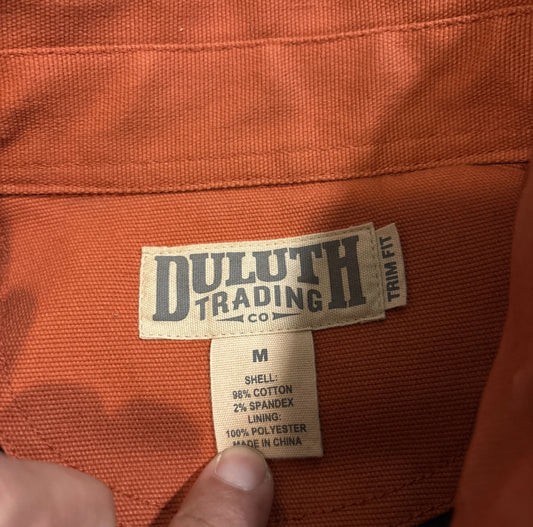 DULUTH
TRADING
CO
TRIM FIT
M
SHELL:
98% COTTON
2% SPANDEX
LINING:
100% POLYESTER
MADE IN CHINA